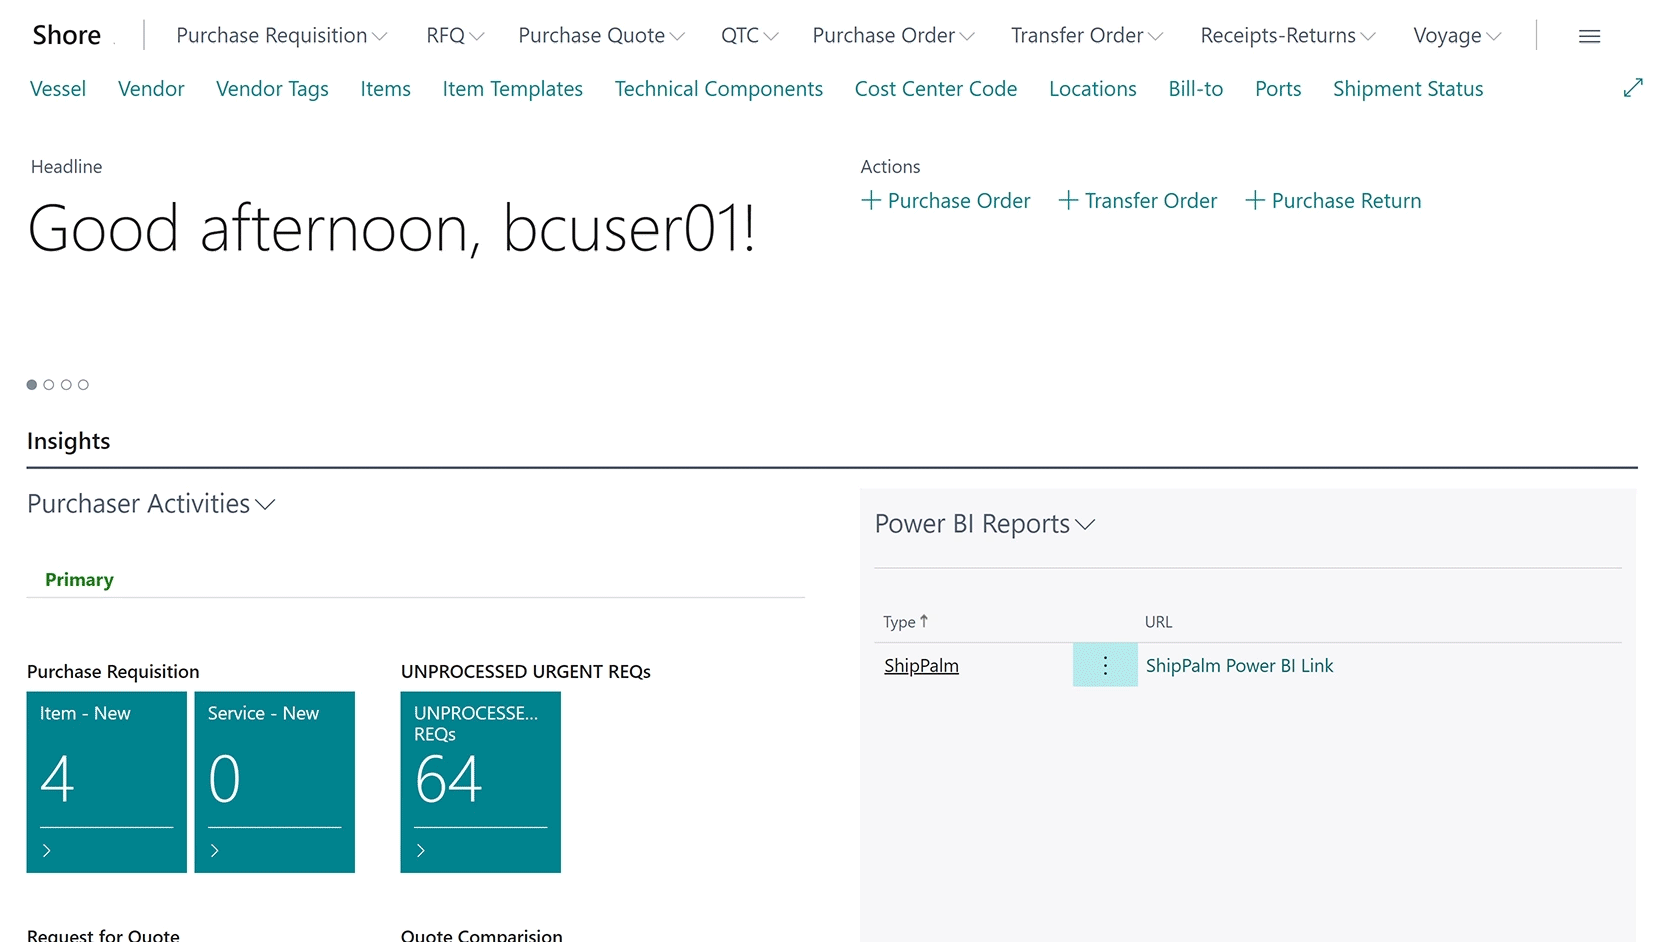 Shore
Purchase Requisition
RFQ
Purchase Quote
QTC
Purchase Order
Transfer Order
Receipts-Returns
Voyage
Vessel
Vendor
Vendor Tags
Items
Item Templates
Technical Components
Cost Center Code
Locations
Bill-to
Ports
Shipment Status
Headline
Good afternoon, bcuser01!
Actions
+ Purchase Order
+ Transfer Order
+ Purchase Return
Insights
Purchaser Activities
Primary
Purchase Requisition
Item - New
4
Service - New
0
UNPROCESSED URGENT REQs
UNPROCESSE...
REQs
64
Request for Quote
Quote Comparision
Power BI Reports
Type ↑
URL
ShipPalm
ShipPalm Power BI Link